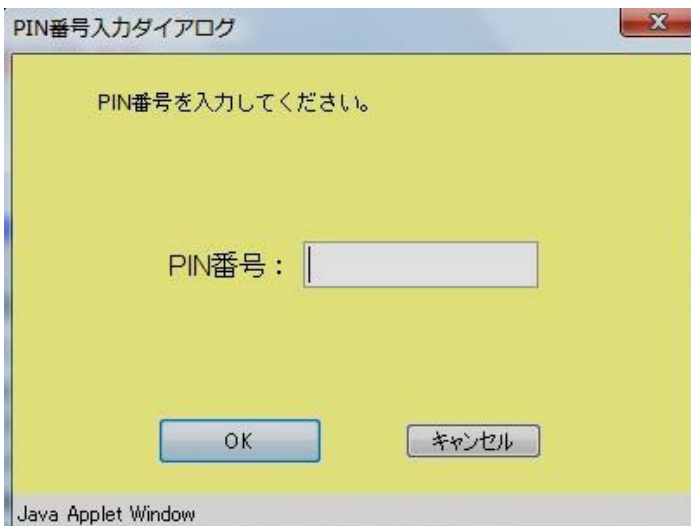 PIN番号入力ダイアログ
PIN番号を入力してください。
PIN番号：
OK
キャンセル
Java Applet Window